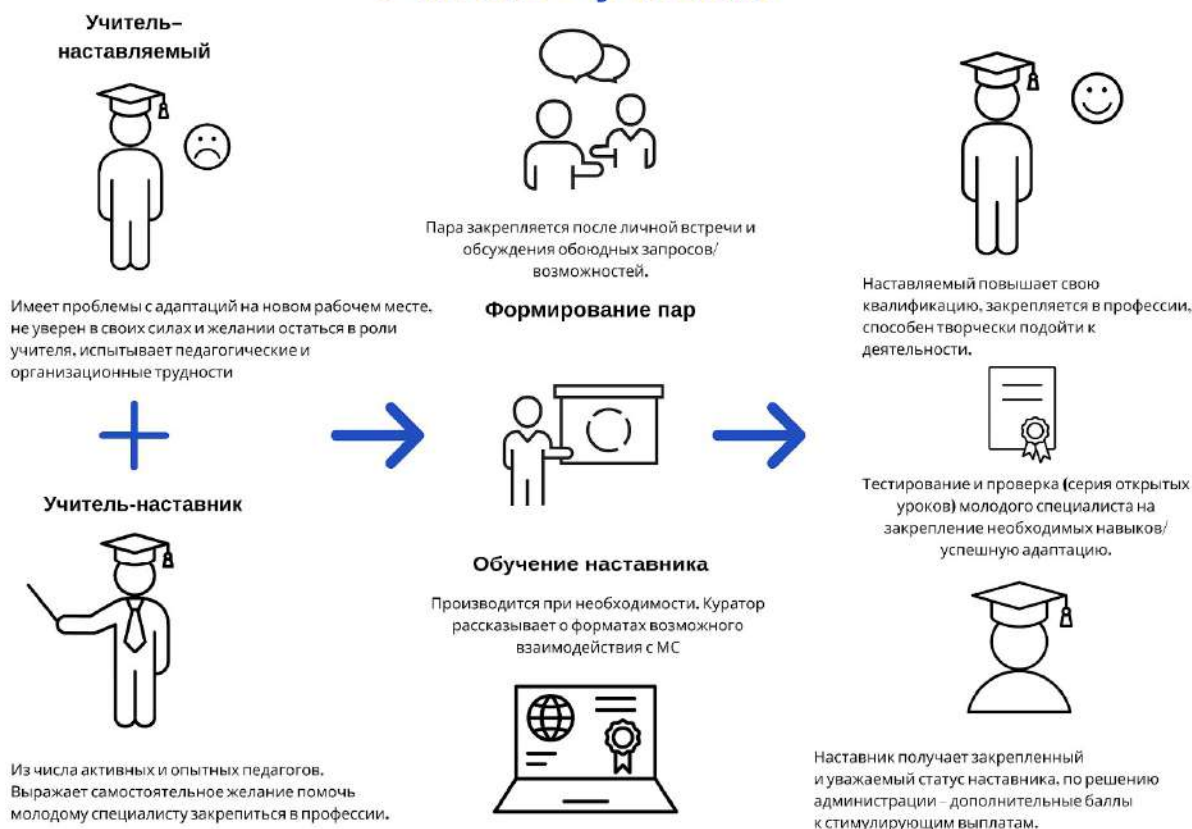 Учитель–
наставляемый
Имеет проблемы с адаптаций на новом рабочем месте,
не уверен в своих силах и желании остаться в роли
учителя, испытывает педагогические и
организационные трудности
Учитель-наставник
Из числа активных и опытных педагогов.
Выражает самостоятельное желание помочь
молодому специалисту закрепиться в профессии.
Пара закрепляется после личной встречи и
обсуждения обоюдных запросов/
возможностей.
Формирование пар
Обучение наставника
Производится при необходимости. Куратор
рассказывает о форматах возможного
взаимодействия с МС
Наставляемый повышает свою
квалификацию, закрепляется в профессии,
способен творчески подойти к
деятельности.
Тестирование и проверка (серия открытых
уроков) молодого специалиста на
закрепление необходимых навыков/
успешную адаптацию.
Наставник получает закрепленный
и уважаемый статус наставника, по решению
администрации – дополнительные баллы
к стимулирующим выплатам.